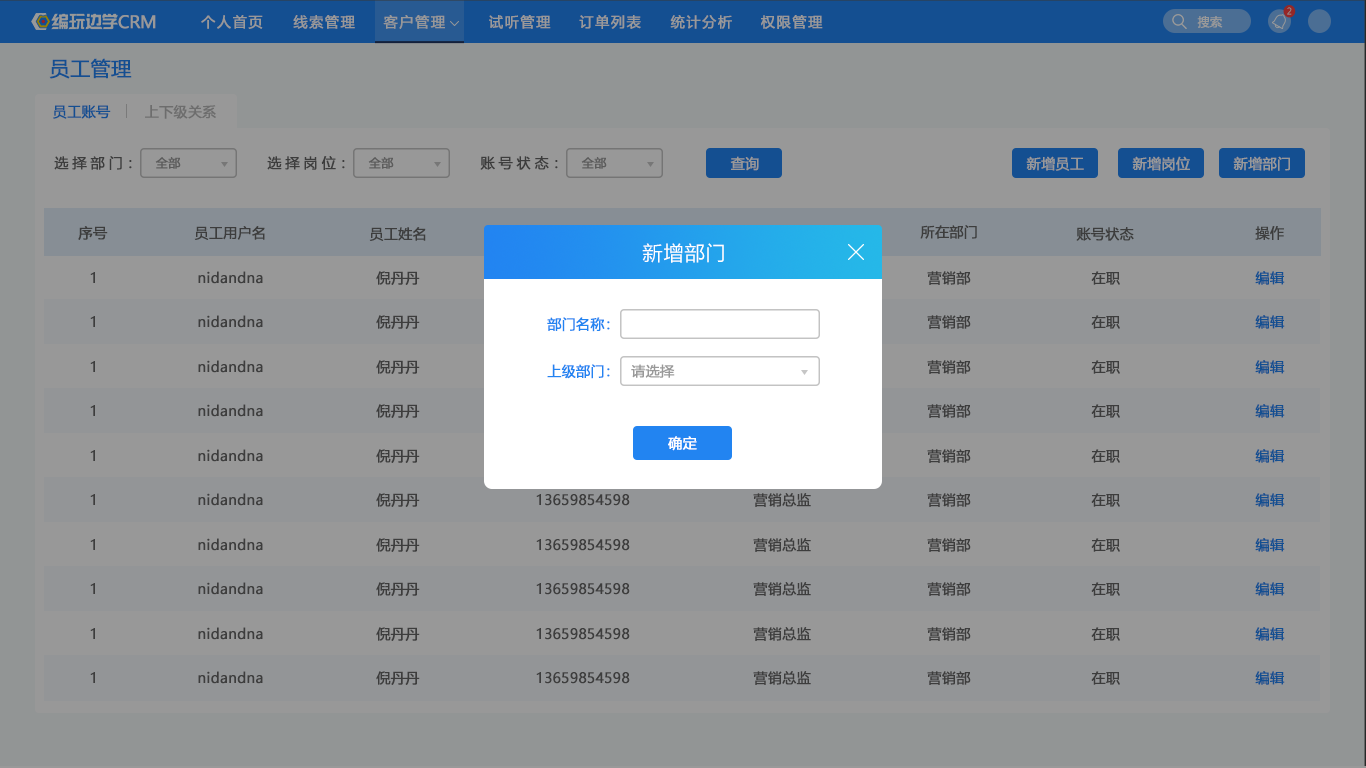 编玩边学CRM 个人首页 线索管理 客户管理 试听管理 订单列表 统计分析 权限管理 搜索 2
员工管理
员工账号 上下级关系
选择部门: 全部 选择岗位: 全部 账号状态: 全部 查询 新增员工 新增岗位 新增部门
序号 员工用户名 员工姓名 所在部门 账号状态 操作
新增部门
1 nidandna 倪丹丹 营销部 在职 编辑
1 nidandna 倪丹丹 营销部 在职 编辑
部门名称:
1 nidandna 倪丹丹 营销部 在职 编辑
上级部门: 请选择
1 nidandna 倪丹丹 营销部 在职 编辑
确定
1 nidandna 倪丹丹 营销部 在职 编辑
1 nidandna 倪丹丹 13659854598 营销总监 营销部 在职 编辑
1 nidandna 倪丹丹 13659854598 营销总监 营销部 在职 编辑
1 nidandna 倪丹丹 13659854598 营销总监 营销部 在职 编辑
1 nidandna 倪丹丹 13659854598 营销总监 营销部 在职 编辑
1 nidandna 倪丹丹 13659854598 营销总监 营销部 在职 编辑